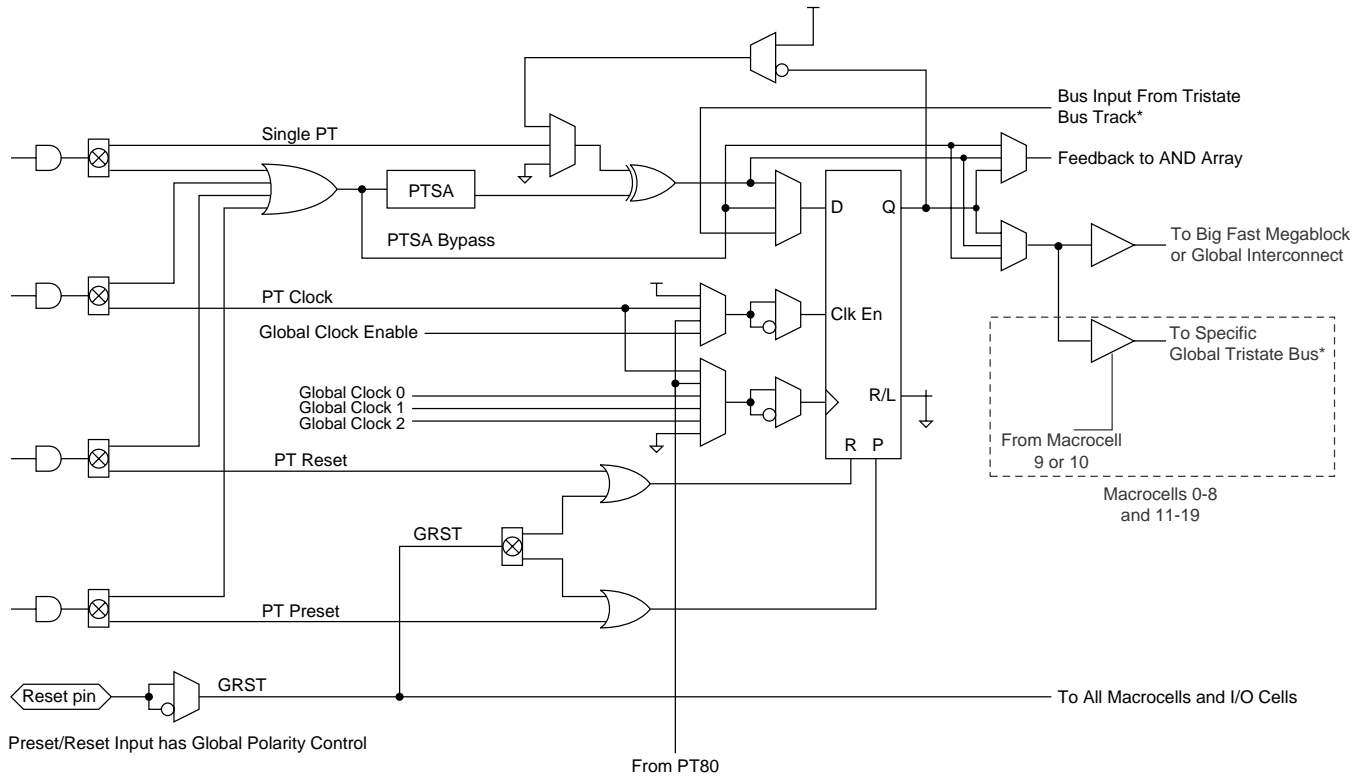 Bus Input From Tristate
Bus Track*
Single PT
Feedback to AND Array
PTSA
D
Q
PTSA Bypass
To Big Fast Megablock
or Global Interconnect
PT Clock
Clk En
Global Clock Enable
To Specific
Global Tristate Bus*
Global Clock 0
Global Clock 1
Global Clock 2
R/L
From Macrocell
9 or 10
R
P
PT Reset
Macrocells 0-8
and 11-19
GRST
PT Preset
Reset pin
GRST
To All Macrocells and I/O Cells
Preset/Reset Input has Global Polarity Control
From PT80